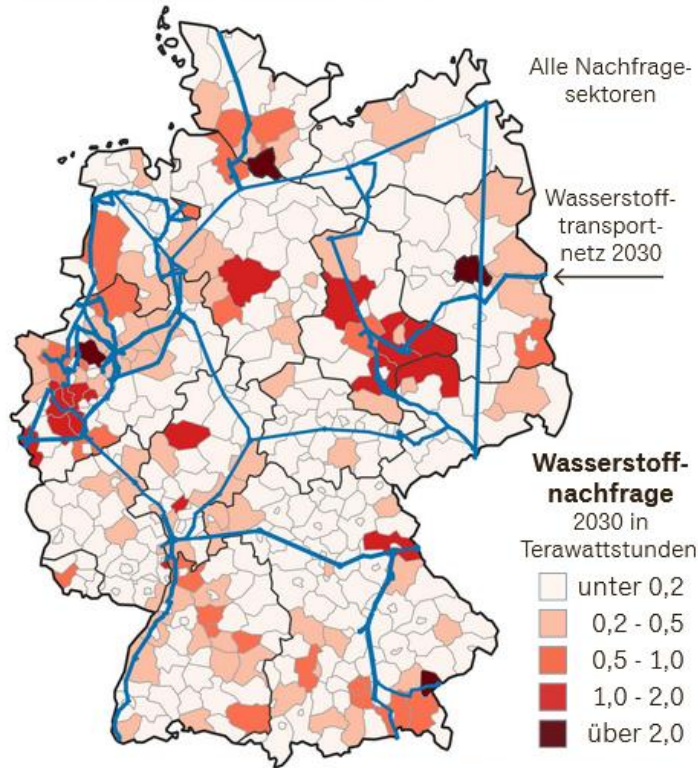 Alle Nachfrage-
sektoren
Wasserstoff-
transport-
netz 2030
Wasserstoff-
nachfrage
2030 in
Terawattstunden
unter 0,2
0,2 - 0,5
0,5 - 1,0
1,0 - 2,0
über 2,0